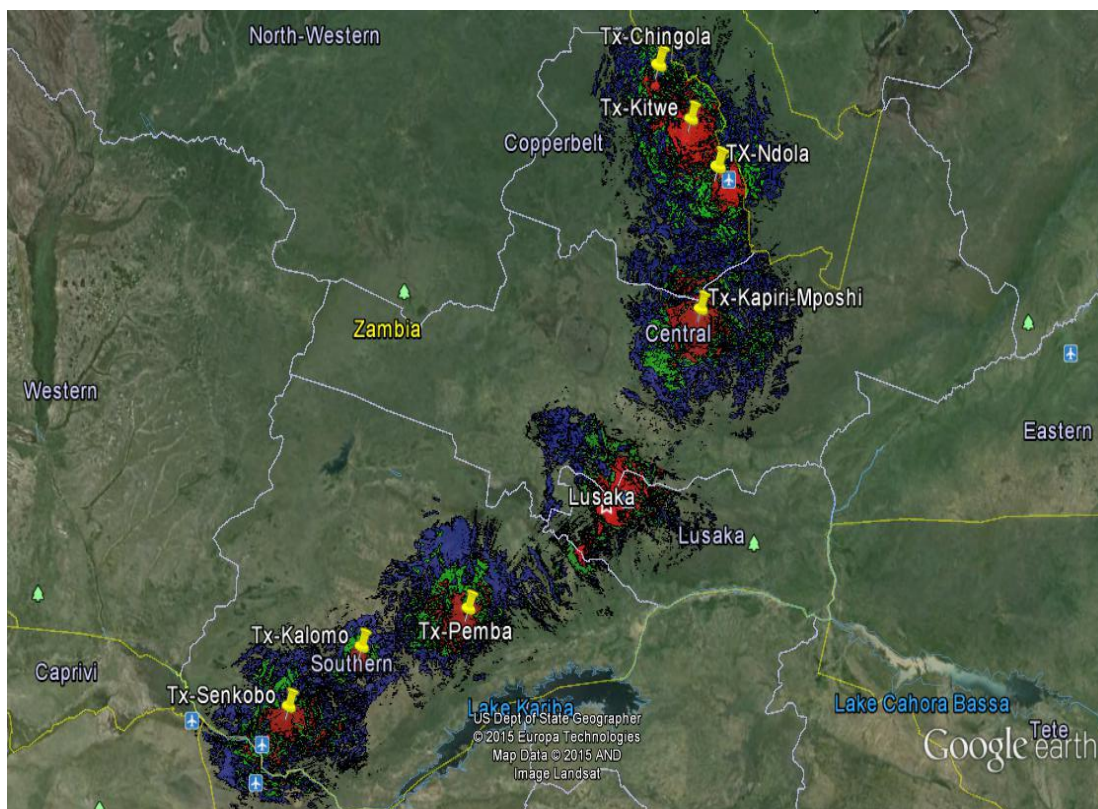 North-Western
Tx-Chingola
Tx-Kitwe
Copperbelt
TX-Ndola
Tx-Kapiri-Mposhi
Zambia
Central
Western
Eastern
Lusaka
Lusaka
Tx-Kalomo
Tx-Pemba
Southern
Caprivi
Tx-Senkobo
Lake Kariba
Lake Cahora Bassa
US Dept of State Geographer
© 2015 Europa Technologies
Map Data © 2015 AND
Image Landsat
Tete
Google earth